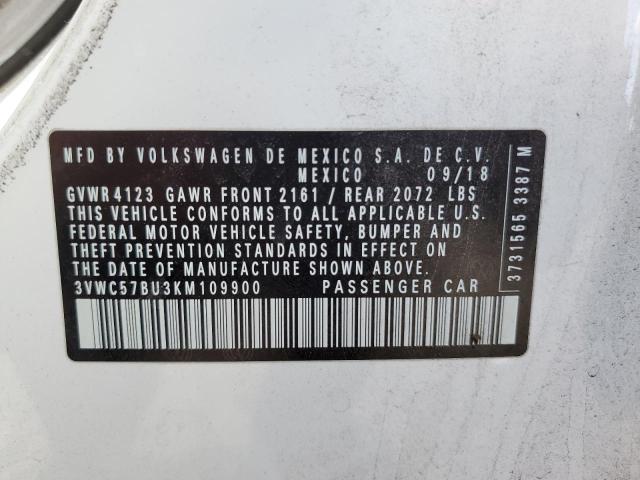 MFD BY VOLKSWAGEN DE MEXICO S.A. DE C.V.
MEXICO 09/18
GVWR 4123 GAWR FRONT 2161 / REAR 2072 LBS
THIS VEHICLE CONFORMS TO ALL APPLICABLE U.S.
FEDERAL MOTOR VEHICLE SAFETY, BUMPER AND
THEFT PREVENTION STANDARDS IN EFFECT ON
THE DATE OF MANUFACTURE SHOWN ABOVE.
3VWC57BU3KM109900 PASSENGER CAR
3731565 3387 M